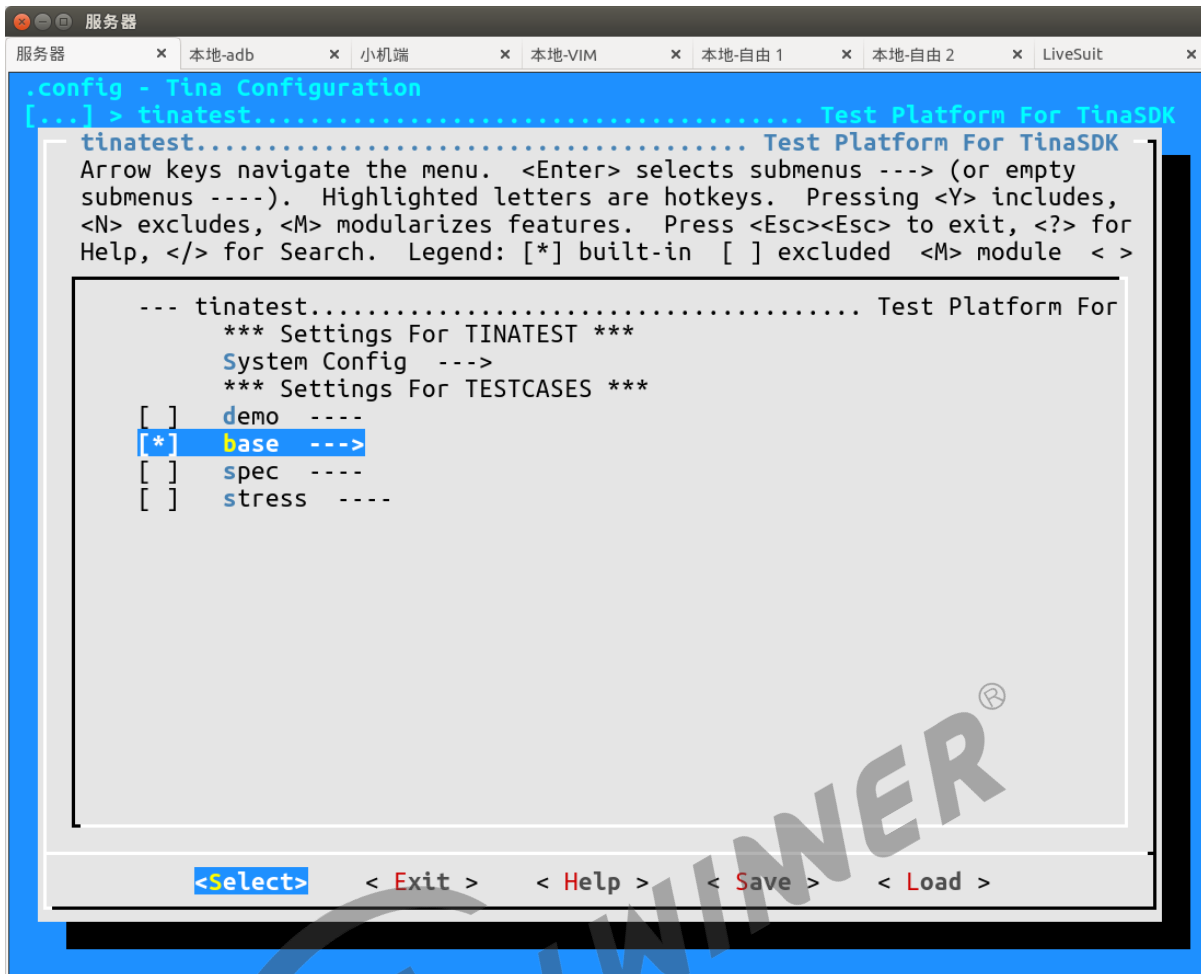 服务器
服务器 × 本地-adb × 小机端 × 本地-VIM × 本地-自由 1 × 本地-自由 2 × LiveSuit ×
.config - Tina Configuration
[...] > tinatest....................................... Test Platform For TinaSDK
tinatest....................................... Test Platform For TinaSDK
Arrow keys navigate the menu.  <Enter> selects submenus ---> (or empty
submenus ----).  Highlighted letters are hotkeys.  Pressing <Y> includes,
<N> excludes, <M> modularizes features.  Press <Esc><Esc> to exit, <?> for
Help, </> for Search.  Legend: [*] built-in  [ ] excluded  <M> module  < >
--- tinatest....................................... Test Platform For
*** Settings For TINATEST ***
System Config  --->
*** Settings For TESTCASES ***
[ ]   demo  ----
[*]   base  --->
[ ]   spec  ----
[ ]   stress  ----
<Select>    < Exit >    < Help >    < Save >    < Load >
WINNER®